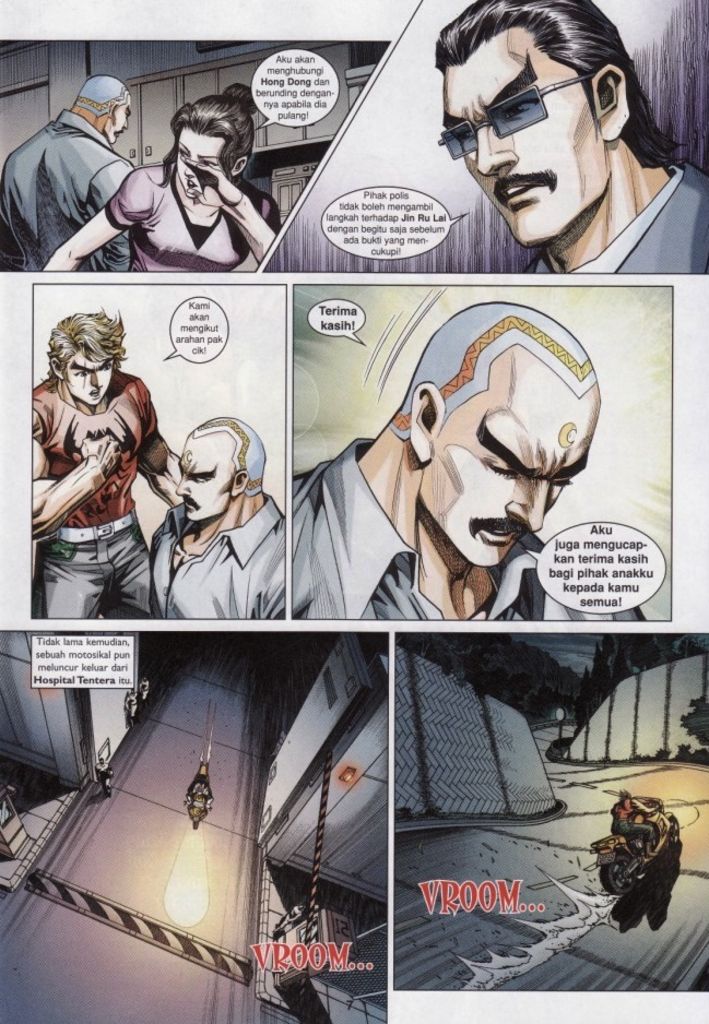 Aku akan
menghubungi
Hong Dong dan
berunding dengan-
nya apabila dia
pulang!
Pihak polis
tidak boleh mengambil
langkah terhadap Jin Ru Lai
dengan begitu saja sebelum
ada bukti yang men-
cukupi!
Kami
akan
mengikut
arahan pak
cik!
Terima
kasih!
Aku
juga mengucap-
kan terima kasih
bagi pihak anakku
kepada kamu
semua!
Tidak lama kemudian,
sebuah motosikal pun
meluncur keluar dari
Hospital Tentera itu.
VROOM...
VROOM...